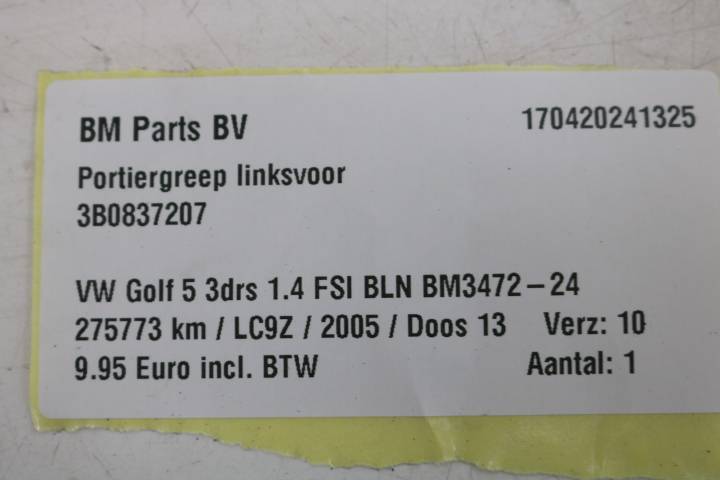 BM Parts BV 170420241325
Portiergreep linksvoor
3B0837207
VW Golf 5 3drs 1.4 FSI BLN BM3472-24
275773 km / LC9Z / 2005 / Doos 13 Verz: 10
9.95 Euro incl. BTW Aantal: 1